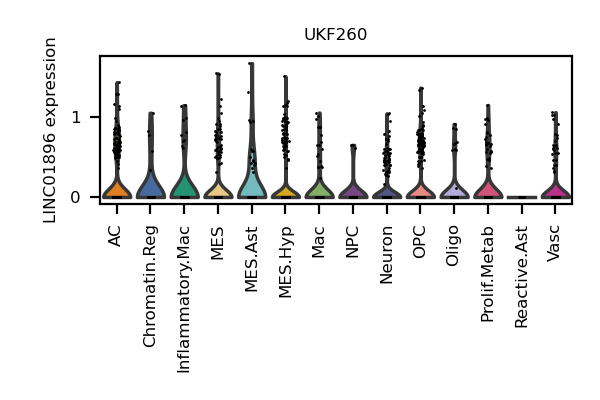 UKF260
LINC01896 expression
1
0
AC
Chromatin.Reg
Inflammatory.Mac
MES
MES.Ast
MES.Hyp
Mac
NPC
Neuron
OPC
Oligo
Prolif.Metab
Reactive.Ast
Vasc